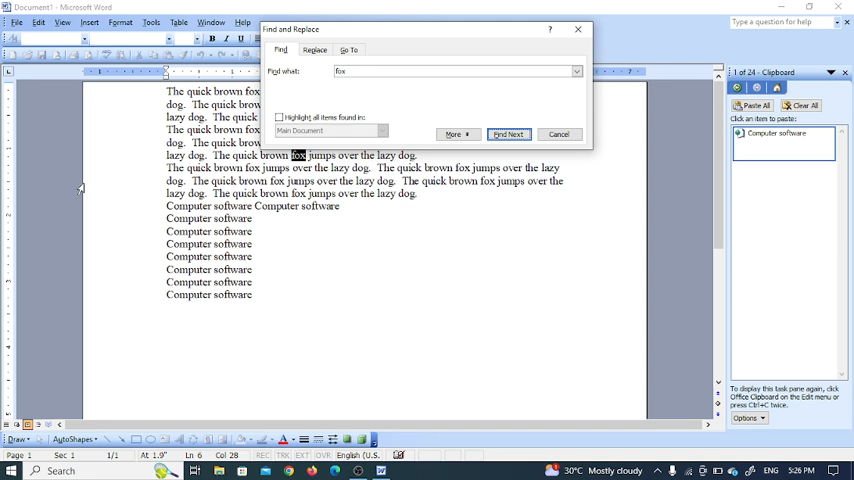 Document1 - Microsoft Word
File Edit View Insert Format Tools Table Window Help
Type a question for help
B I U
Find and Replace
?
Find Replace Go To
Find what: fox
Highlight all items found in:
Main Document
More Find Next Cancel
The quick brown fox
dog. The quick brow
lazy dog. The quick
The quick brown fox
dog. The quick brow
lazy dog. The quick brown fox jumps over the lazy dog.
The quick brown fox jumps over the lazy dog. The quick brown fox jumps over the lazy
dog. The quick brown fox jumps over the lazy dog. The quick brown fox jumps over the
lazy dog. The quick brown fox jumps over the lazy dog.
Computer software Computer software
Computer software
Computer software
Computer software
Computer software
Computer software
Computer software
Computer software
1 of 24 - Clipboard
Paste All Clear All
Click an item to paste:
Computer software
To display this task pane again, click
Office Clipboard on the Edit menu or
press Ctrl+C twice.
Options
Draw AutoShapes
Page 1 Sec 1 1/1 At 1.9" Ln 6 Col 28 REC TRK EXT OVR English (U.S.
Search
30°C Mostly cloudy
ENG 5:26 PM